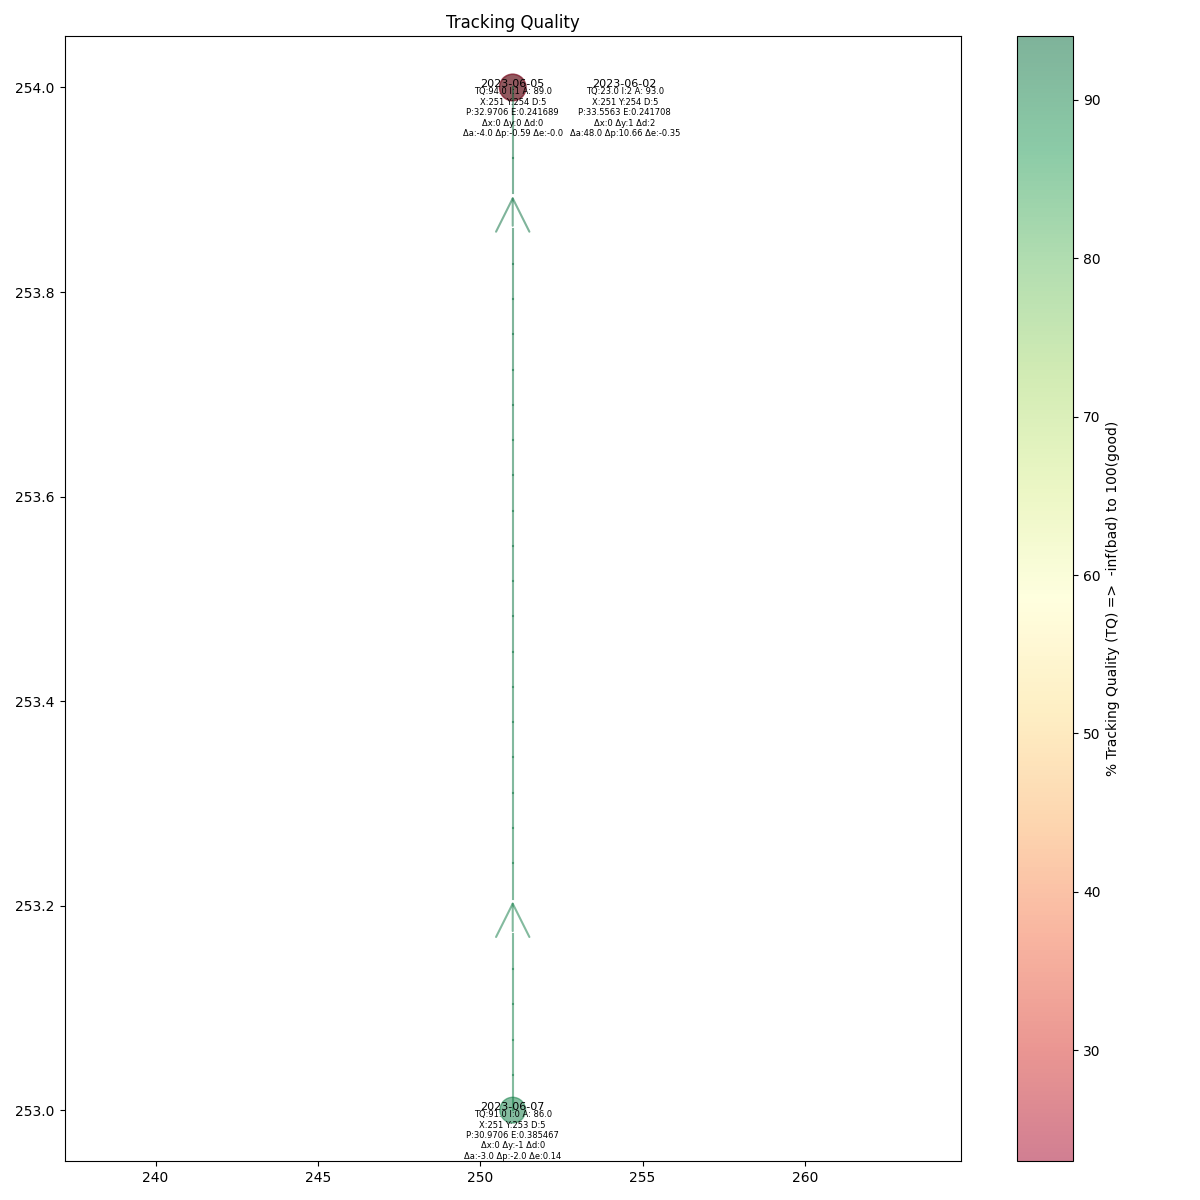 Tracking Quality
254.0
253.8
253.6
253.4
253.2
253.0
240
245
250
255
260
2023-06-05
TQ:94.0 I:1 A: 89.0
X:251 Y:254 D:5
P:32.9706 E:0.241689
Δx:0 Δy:0 Δd:0
Δa:-4.0 Δp:-0.59 Δe:-0.0
2023-06-02
TQ:23.0 I:2 A: 93.0
X:251 Y:254 D:5
P:33.5563 E:0.241708
Δx:0 Δy:1 Δd:2
Δa:48.0 Δp:10.66 Δe:-0.35
2023-06-07
TQ:91.0 I:0 A: 86.0
X:251 Y:253 D:5
P:30.9706 E:0.385467
Δx:0 Δy:-1 Δd:0
Δa:-3.0 Δp:-2.0 Δe:0.14
90
80
70
60
50
40
30
% Tracking Quality (TQ) => -inf(bad) to 100(good)